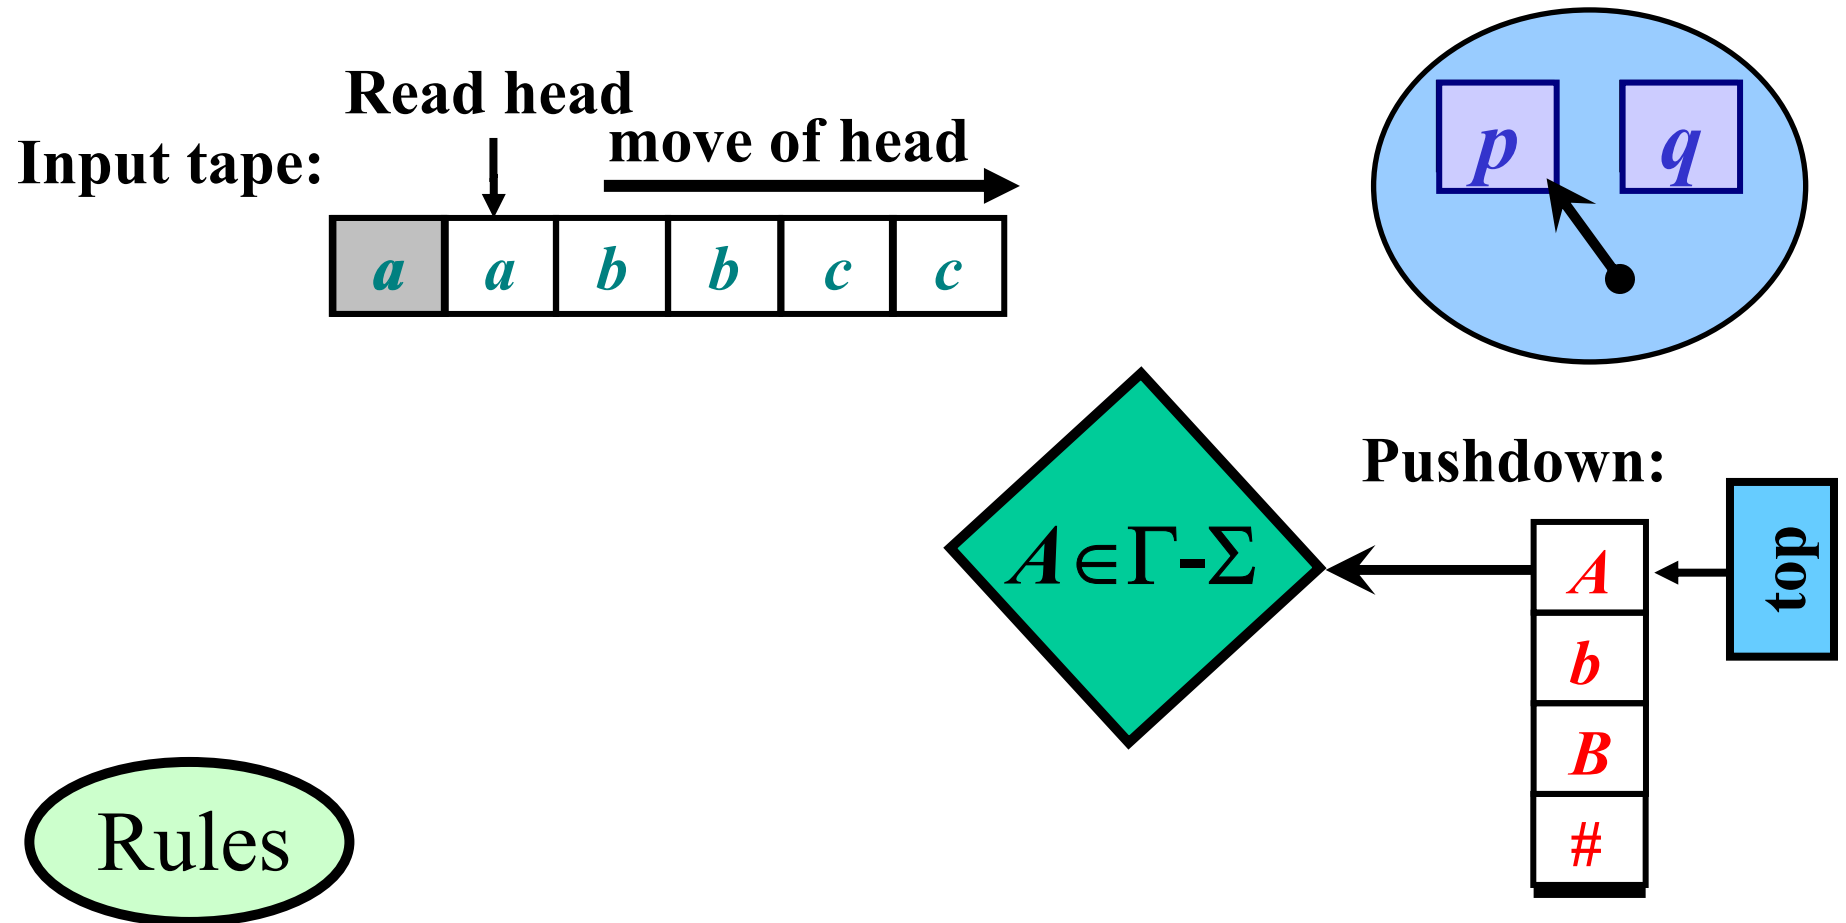 Read head
Input tape:
move of head
a a b b c c
p q
Pushdown:
top
A∈Γ-Σ
A
b
B
#
Rules